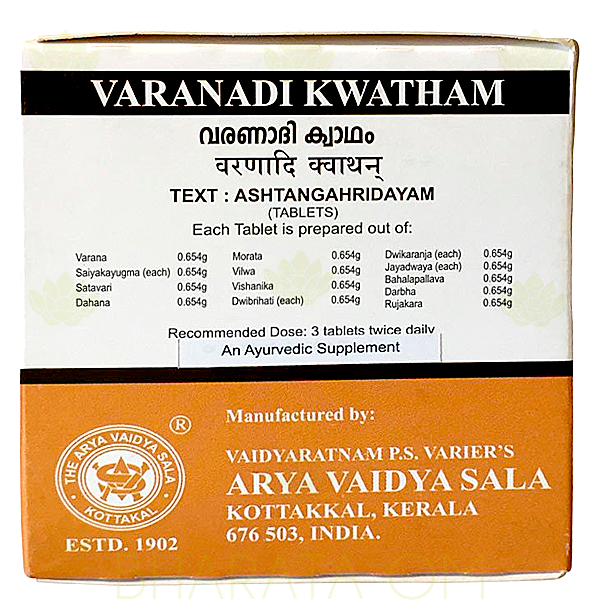 VARANADI KWATHAM
വരണാദി ക്വാഥം
वरणादि क्वाथन्
TEXT : ASHTANGAHRIDAYAM
(TABLETS)
Each Tablet is prepared out of:
Varana 0.654g
Saiyakayugma (each) 0.654g
Satavari 0.654g
Dahana 0.654g
Morata 0.654g
Vilwa 0.654g
Vishanika 0.654g
Dwibrihati (each) 0.654g
Dwikaranja (each) 0.654g
Jayadwaya (each) 0.654g
Bahalapallava 0.654g
Darbha 0.654g
Rujakara 0.654g
Recommended Dose: 3 tablets twice daily
An Ayurvedic Supplement
Manufactured by:
VAIDYARATNAM P.S. VARIER'S
ARYA VAIDYA SALA
KOTTAKKAL, KERALA
676 503, INDIA.
®
THE ARYA VAIDYA SALA
KOTTAKAL
ESTD. 1902